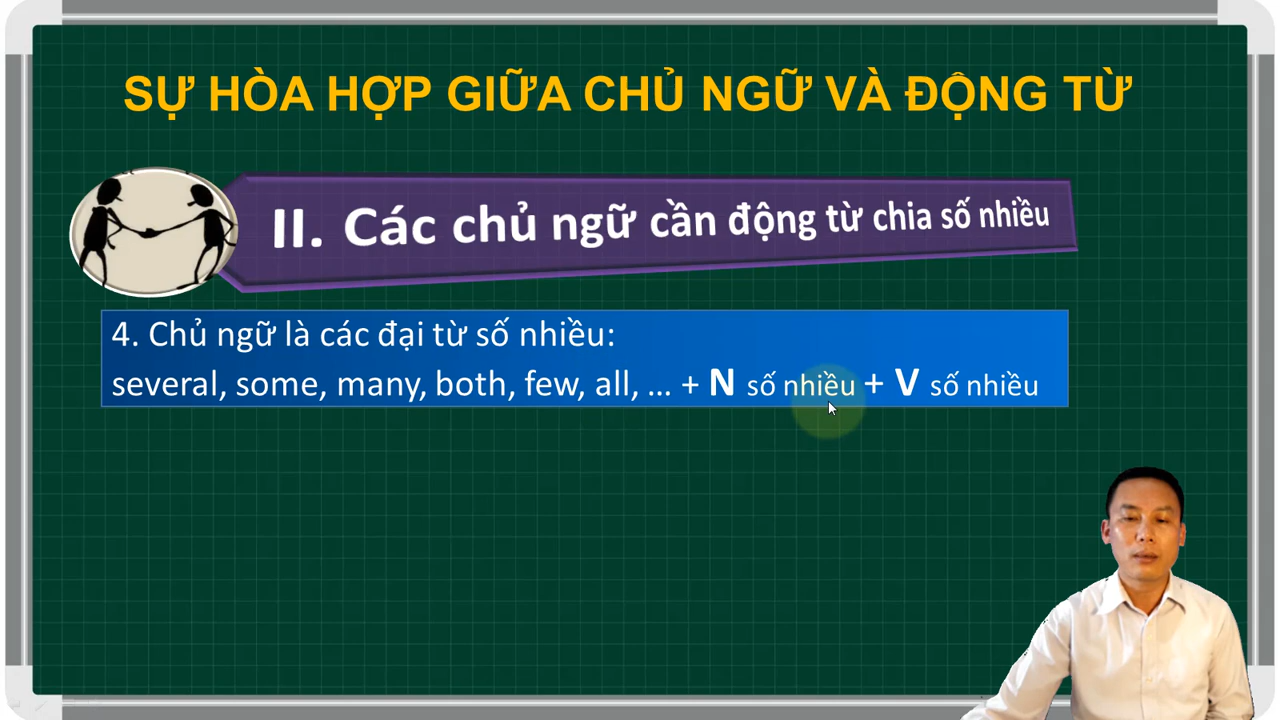 SỰ HÒA HỢP GIỮA CHỦ NGỮ VÀ ĐỘNG TỪ
II. Các chủ ngữ cần động từ chia số nhiều
4. Chủ ngữ là các đại từ số nhiều:
several, some, many, both, few, all, … + N số nhiều + V số nhiều